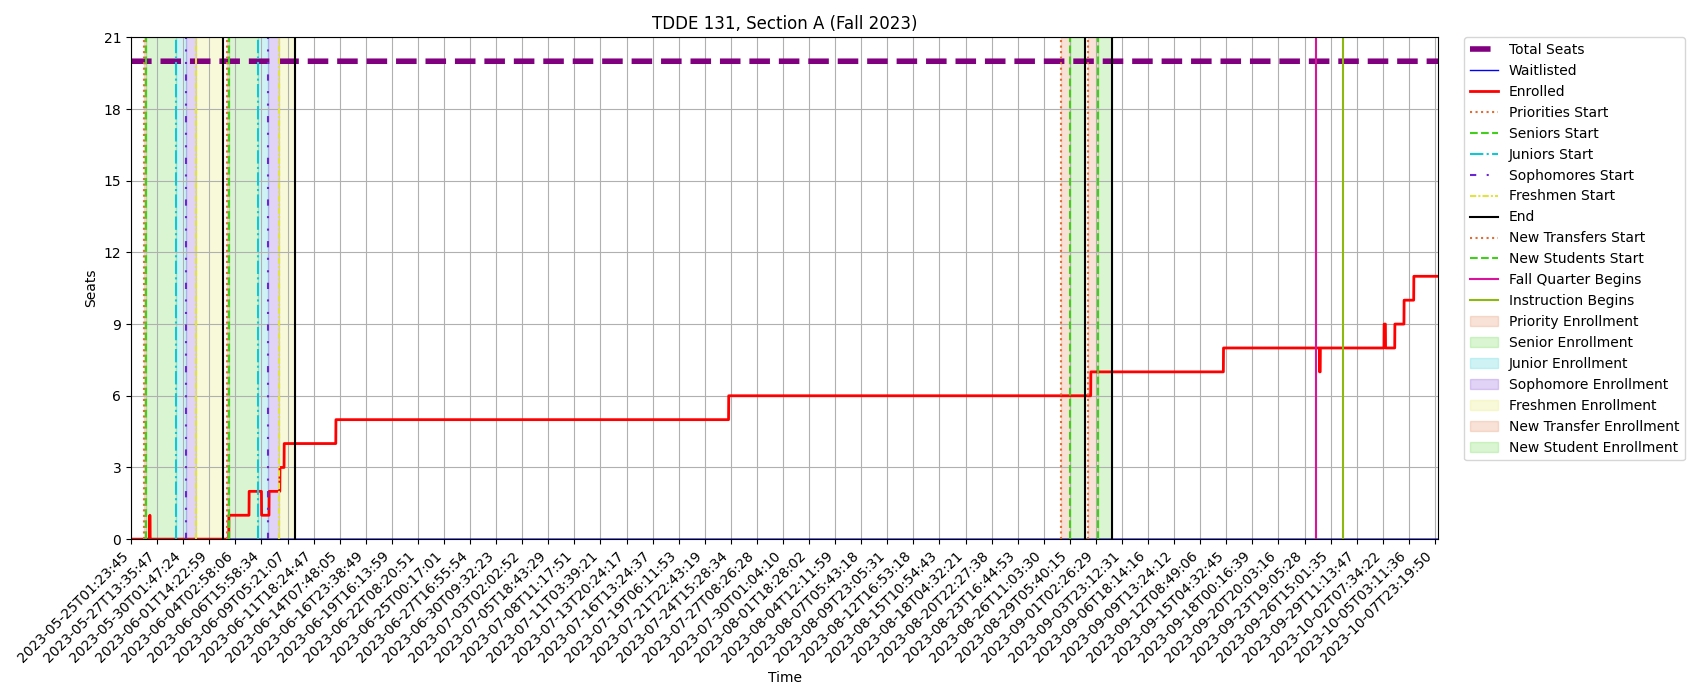 TDDE 131, Section A (Fall 2023)
21
18
15
12
9
6
3
0
Seats
2023-05-25T01:23:45
2023-05-27T13:35:47
2023-05-30T01:47:24
2023-06-01T14:22:59
2023-06-04T02:58:06
2023-06-06T15:58:34
2023-06-09T05:21:07
2023-06-11T18:24:47
2023-06-14T07:48:05
2023-06-16T23:38:49
2023-06-19T16:13:59
2023-06-22T08:20:51
2023-06-25T00:17:01
2023-06-27T16:55:54
2023-06-30T09:32:23
2023-07-03T02:02:52
2023-07-05T18:43:29
2023-07-08T11:17:51
2023-07-11T03:39:21
2023-07-13T20:24:17
2023-07-16T13:24:37
2023-07-19T06:11:53
2023-07-21T22:43:19
2023-07-24T15:28:34
2023-07-27T08:26:28
2023-07-30T01:04:10
2023-08-01T18:28:02
2023-08-04T12:11:59
2023-08-07T05:43:18
2023-08-09T23:05:31
2023-08-12T16:53:18
2023-08-15T10:54:43
2023-08-18T04:32:21
2023-08-20T22:27:38
2023-08-23T16:44:53
2023-08-26T11:03:30
2023-08-29T05:40:15
2023-09-01T02:26:29
2023-09-03T23:12:31
2023-09-06T18:14:16
2023-09-09T13:24:12
2023-09-12T08:49:06
2023-09-15T04:32:45
2023-09-18T00:16:39
2023-09-20T20:03:16
2023-09-23T19:05:28
2023-09-26T15:01:35
2023-09-29T11:13:47
2023-10-02T07:34:22
2023-10-05T03:11:36
2023-10-07T23:19:50
Time
Total Seats
Waitlisted
Enrolled
Priorities Start
Seniors Start
Juniors Start
Sophomores Start
Freshmen Start
End
New Transfers Start
New Students Start
Fall Quarter Begins
Instruction Begins
Priority Enrollment
Senior Enrollment
Junior Enrollment
Sophomore Enrollment
Freshmen Enrollment
New Transfer Enrollment
New Student Enrollment